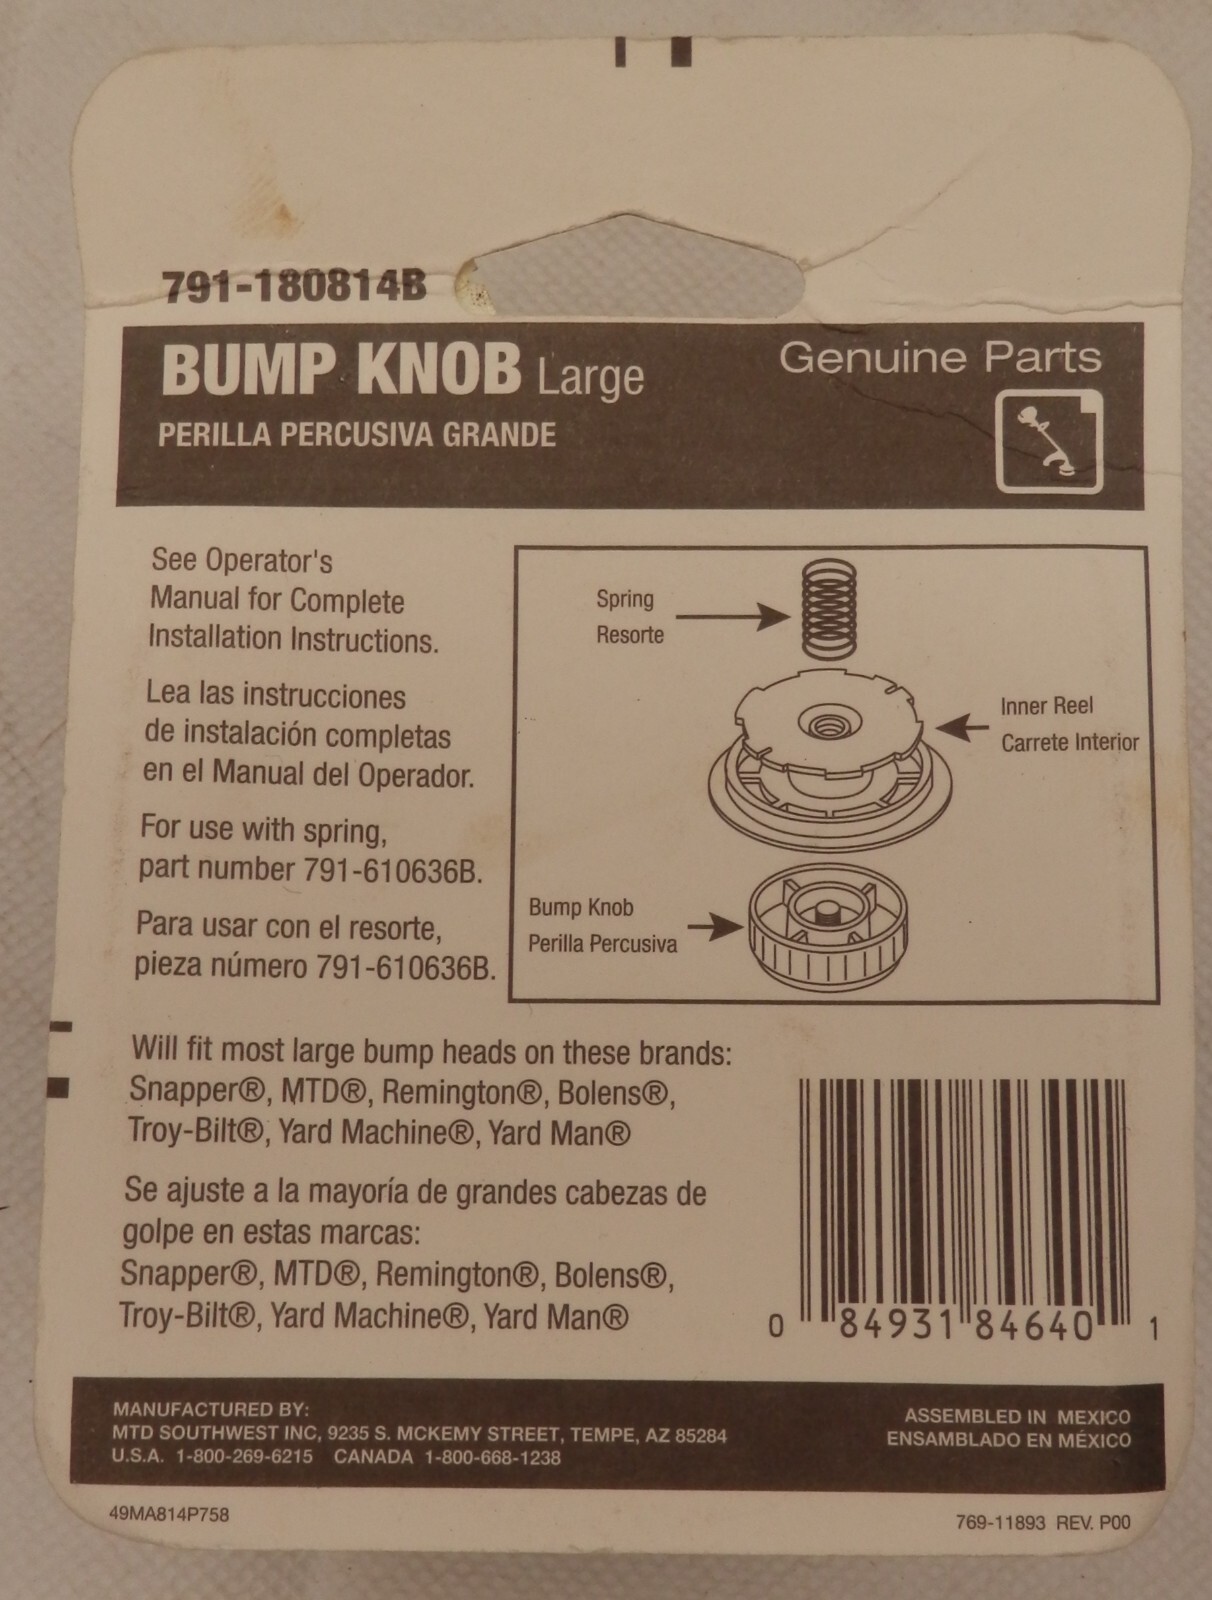 791-180814B
BUMP KNOB Large
Genuine Parts
PERILLA PERCUSIVA GRANDE
See Operator's
Manual for Complete
Installation Instructions.
Lea las instrucciones
de instalación completas
en el Manual del Operador.
For use with spring,
part number 791-610636B.
Para usar con el resorte,
pieza número 791-610636B.
Spring
Resorte
Inner Reel
Carrete Interior
Bump Knob
Perilla Percusiva
Will fit most large bump heads on these brands:
Snapper®, MTD®, Remington®, Bolens®,
Troy-Bilt®, Yard Machine®, Yard Man®
Se ajuste a la mayoría de grandes cabezas de
golpe en estas marcas:
Snapper®, MTD®, Remington®, Bolens®,
Troy-Bilt®, Yard Machine®, Yard Man®
0 84931 84640 1
MANUFACTURED BY:
MTD SOUTHWEST INC, 9235 S. MCKEMY STREET, TEMPE, AZ 85284
U.S.A. 1-800-269-6215 CANADA 1-800-668-1238
ASSEMBLED IN MEXICO
ENSAMBLADO EN MÉXICO
49MA814P758
769-11893 REV. P00